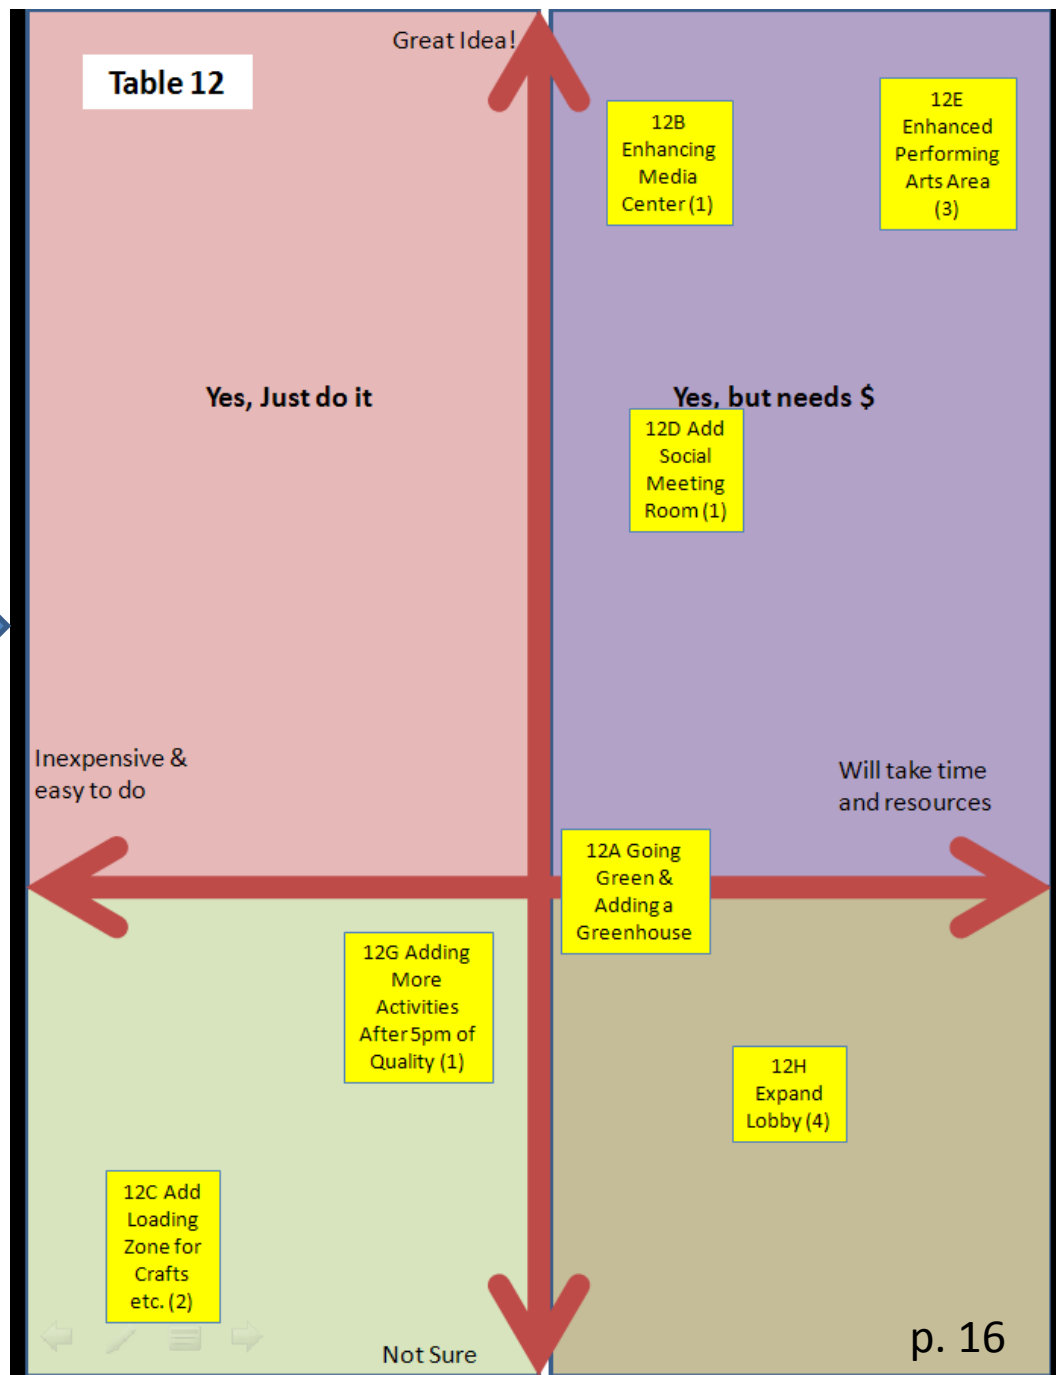 Great Idea!
Table 12
12B
Enhancing
Media
Center (1)
12E
Enhanced
Performing
Arts Area
(3)
Yes, Just do it
Yes, but needs $
12D Add
Social
Meeting
Room (1)
Inexpensive &
easy to do
Will take time
and resources
12A Going
Green &
Adding a
Greenhouse
12G Adding
More
Activities
After 5pm of
Quality (1)
12H
Expand
Lobby (4)
12C Add
Loading
Zone for
Crafts
etc. (2)
Not Sure
p. 16